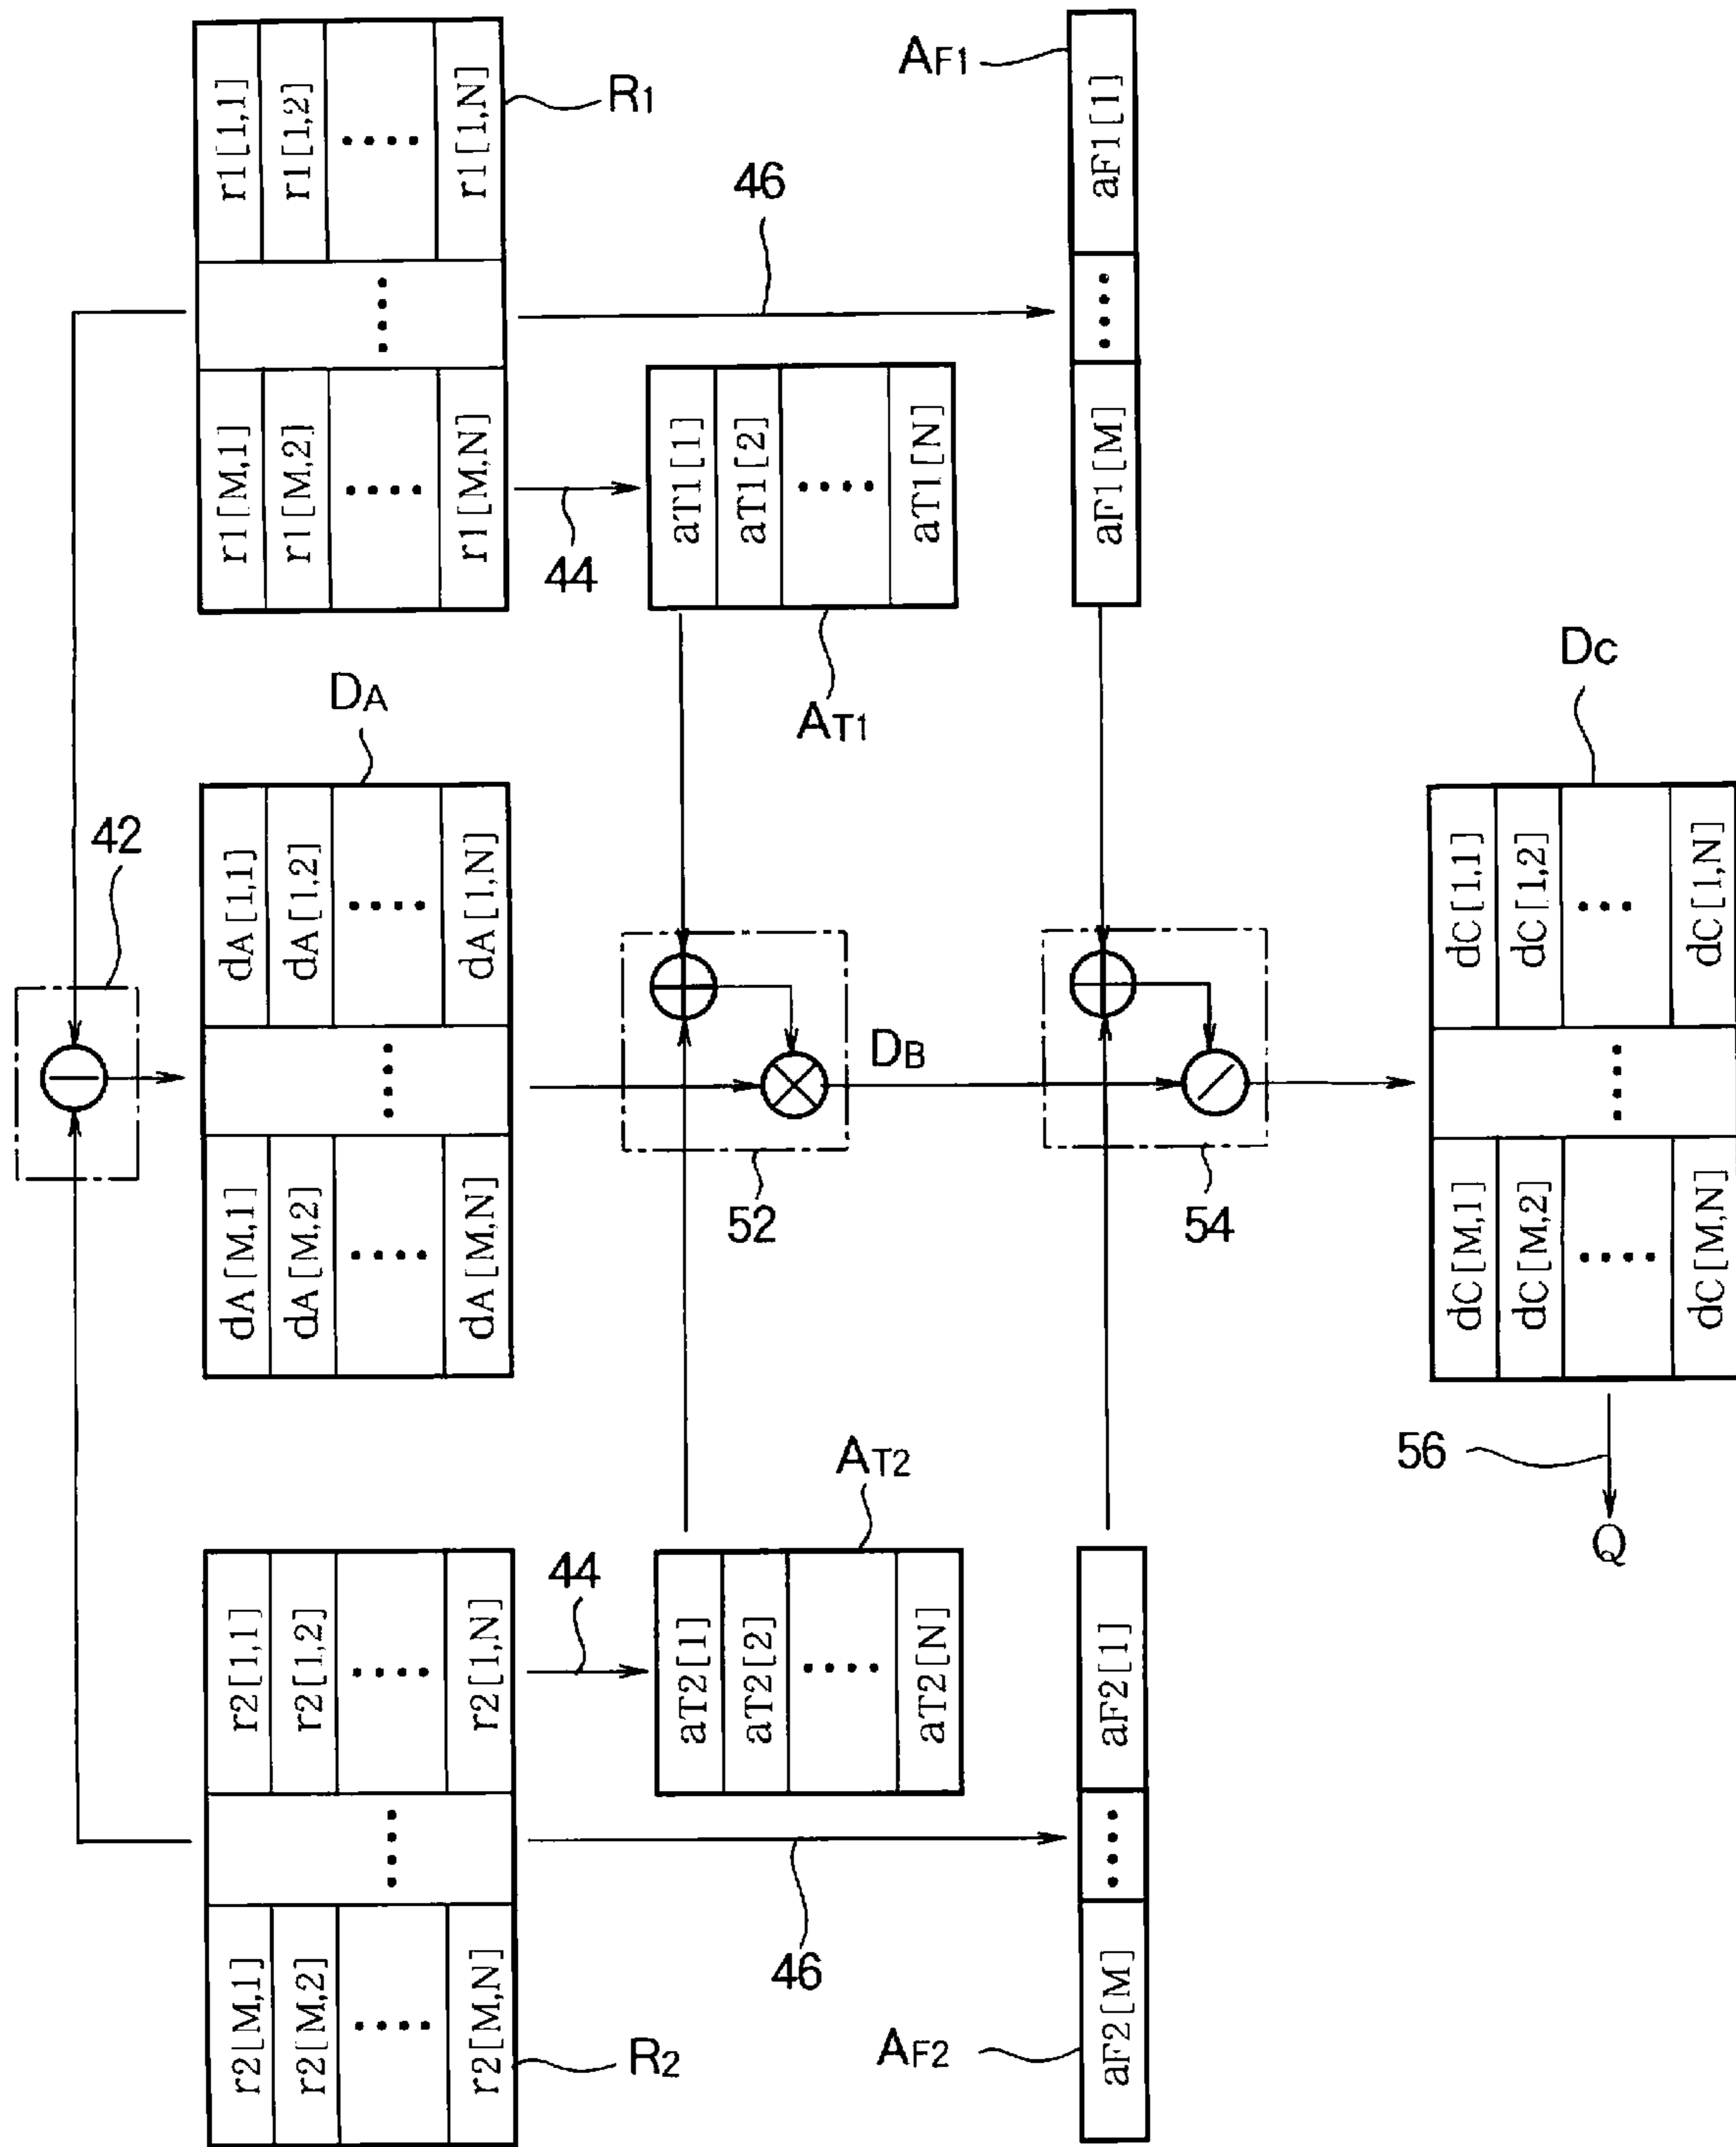 42
r2[M,1]
r2[M,2]
••••
r2[M,N]
••••
r2[1,1]
r2[1,2]
••••
r2[1,N]
R2
dA[M,1]
dA[M,2]
••••
dA[M,N]
••••
dA[1,1]
dA[1,2]
••••
dA[1,N]
DA
r1[M,1]
r1[M,2]
••••
r1[M,N]
••••
r1[1,1]
r1[1,2]
••••
r1[1,N]
R1
46
44
44
46
aT2[1]
aT2[2]
••••
aT2[N]
AT2
52
DB
aT1[1]
aT1[2]
••••
aT1[N]
AT1
AF2
aF2[M]
••••
aF2[1]
54
aF1[M]
••••
aF1[1]
AF1
dC[M,1]
dC[M,2]
••••
dC[M,N]
••••
dC[1,1]
dC[1,2]
•••
dC[1,N]
DC
56
Q